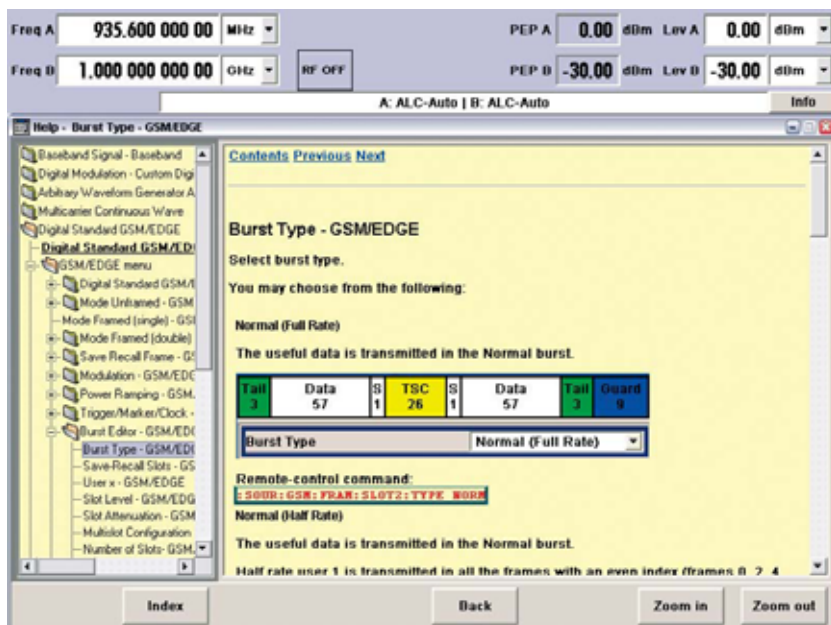 Freq A 935.600 000 00 MHz PEP A 0.00 dBm Lev A 0.00 dBm
Freq B 1.000 000 000 00 GHz RF OFF PEP B -30.00 dBm Lev B -30.00 dBm
A: ALC-Auto | B: ALC-Auto Info
Help - Burst Type - GSM/EDGE
Baseband Signal - Baseband
Digital Modulation - Custom Digi
Arbitrary Waveform Generator A
Multicarrier Continuous Wave
Digital Standard GSM/EDGE
Digital Standard GSM/ED
GSM/EDGE menu
Digital Standard GSM/E
Mode Unframed - GSM
Mode Framed (single) - GSI
Mode Framed (double)
Save Recall Frame - GS
Modulation - GSM/EDG
Power Ramping - GSM.
Trigger/Marker/Clock -
Burst Editor - GSM/EDG
Burst Type - GSM/EDG
Save-Recall Slots - GS
User x - GSM/EDGE
Slot Level - GSM/EDG
Slot Attenuation - GSM
Multislot Configuration
Number of Slots- GSM.
Contents Previous Next
Burst Type - GSM/EDGE
Select burst type.
You may choose from the following:
Normal (Full Rate)
The useful data is transmitted in the Normal burst.
Tail Data S TSC S Data Tail Guard
3 57 1 26 1 57 3 9
Burst Type Normal (Full Rate)
Remote-control command:
:SOUR:GSM:FRAM:SLOT2:TYPE NORM
Normal (Half Rate)
The useful data is transmitted in the Normal burst.
Half rate user 1 is transmitted in all the frames with an even index (frames 0, 2, 4
Index Back Zoom in Zoom out